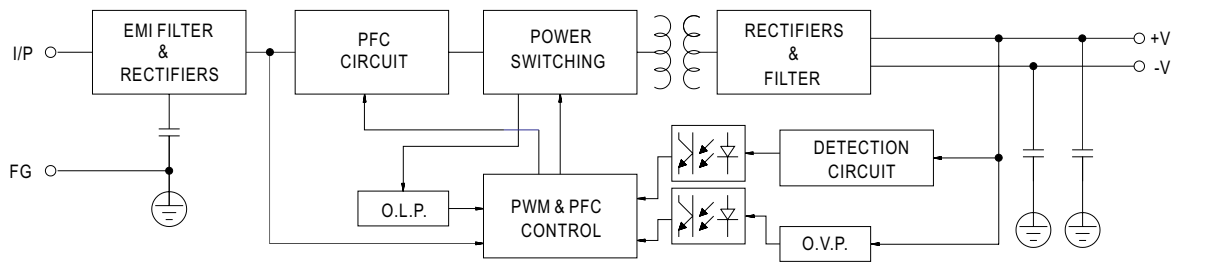 EMI FILTER
&
RECTIFIERS
PFC
CIRCUIT
POWER
SWITCHING
RECTIFIERS
&
FILTER
I/P
+V
-V
DETECTION
CIRCUIT
FG
O.L.P.
PWM & PFC
CONTROL
O.V.P.